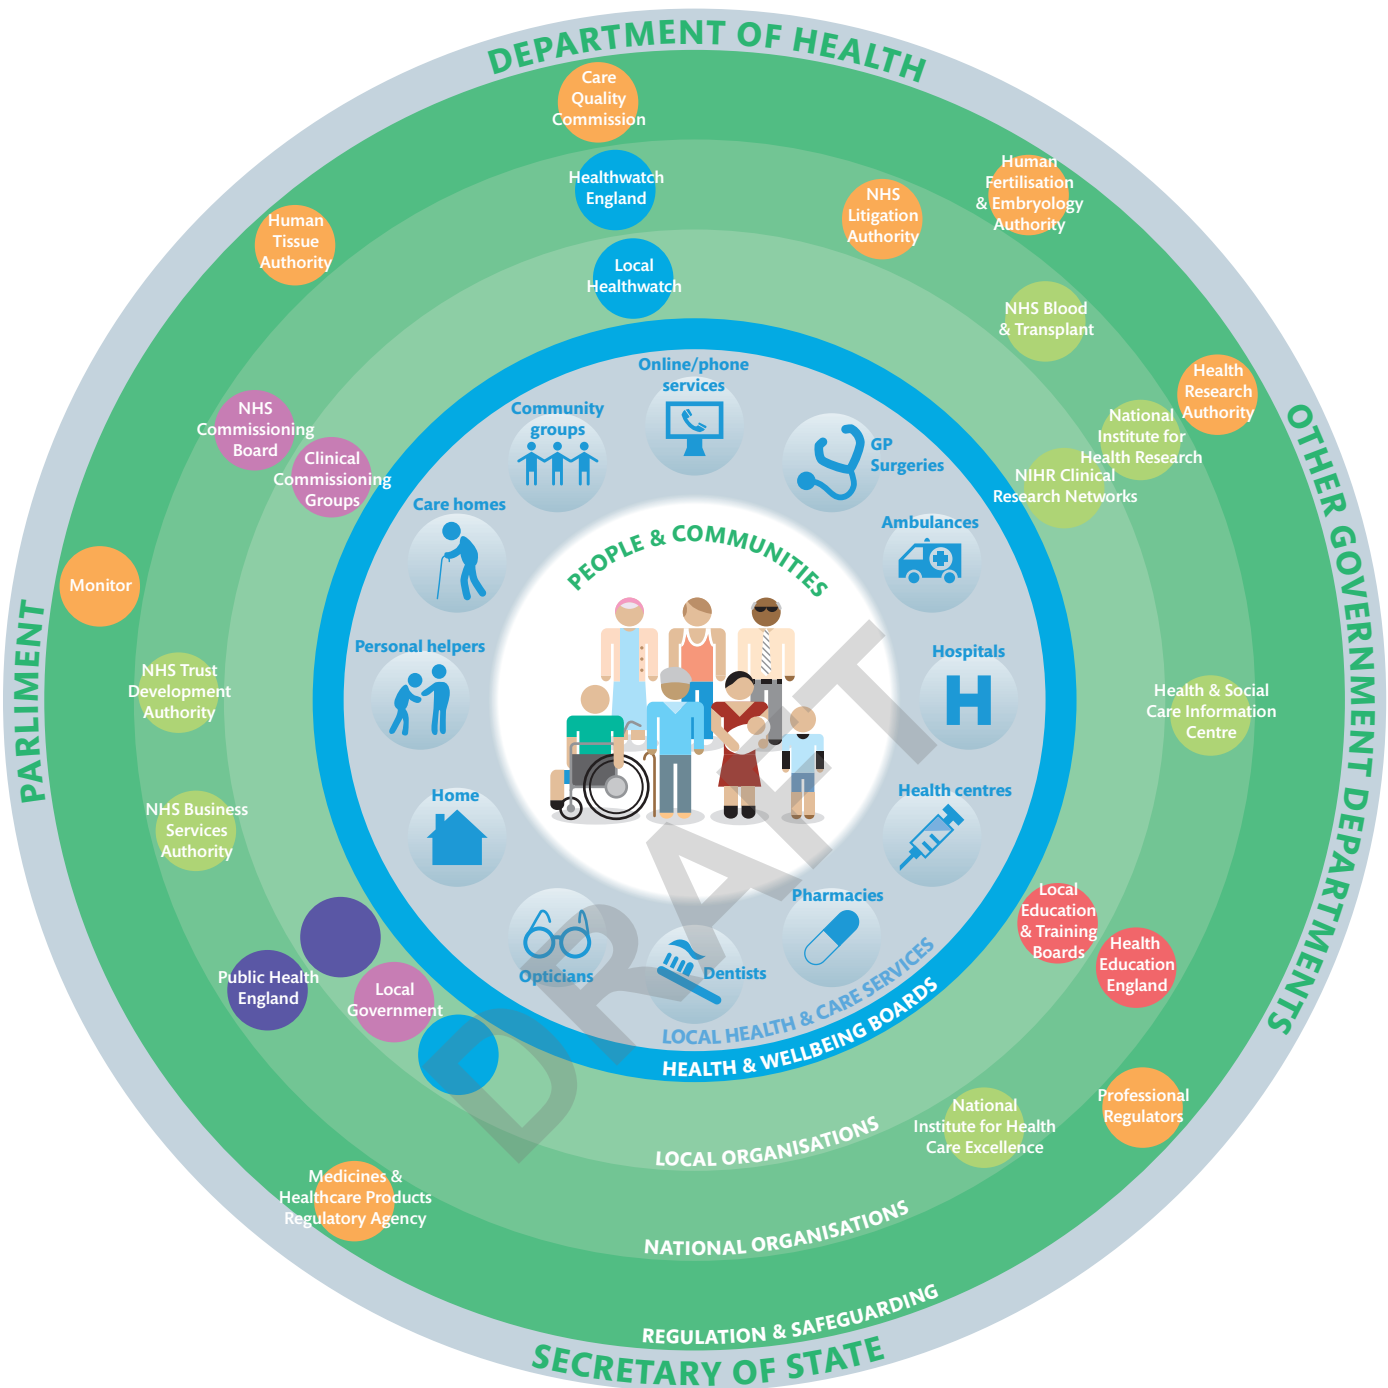 DEPARTMENT OF HEALTH
Care
Quality
Commission
Healthwatch
England
Local
Healthwatch
NHS
Litigation
Authority
Human
Fertilisation
& Embryology
Authority
Human
Tissue
Authority
NHS Blood
& Transplant
Health
Research
Authority
National
Institute for
Health Research
NIHR Clinical
Research Networks
NHS
Commissioning
Board
Clinical
Commissioning
Groups
OTHER GOVERNMENT DEPARTMENTS
PARLIMENT
Monitor
NHS Trust
Development
Authority
NHS Business
Services
Authority
Health & Social
Care Information
Centre
Online/phone
services
Community
groups
GP
Surgeries
Care homes
Ambulances
PEOPLE & COMMUNITIES
Personal helpers
Hospitals
Home
Health centres
Pharmacies
Opticians
Dentists
DRAFT
LOCAL HEALTH & CARE SERVICES
HEALTH & WELLBEING BOARDS
Local
Education
& Training
Boards
Health
Education
England
Public Health
England
Local
Government
Professional
Regulators
National
Institute for Health
Care Excellence
Medicines &
Healthcare Products
Regulatory Agency
LOCAL ORGANISATIONS
NATIONAL ORGANISATIONS
REGULATION & SAFEGUARDING
SECRETARY OF STATE